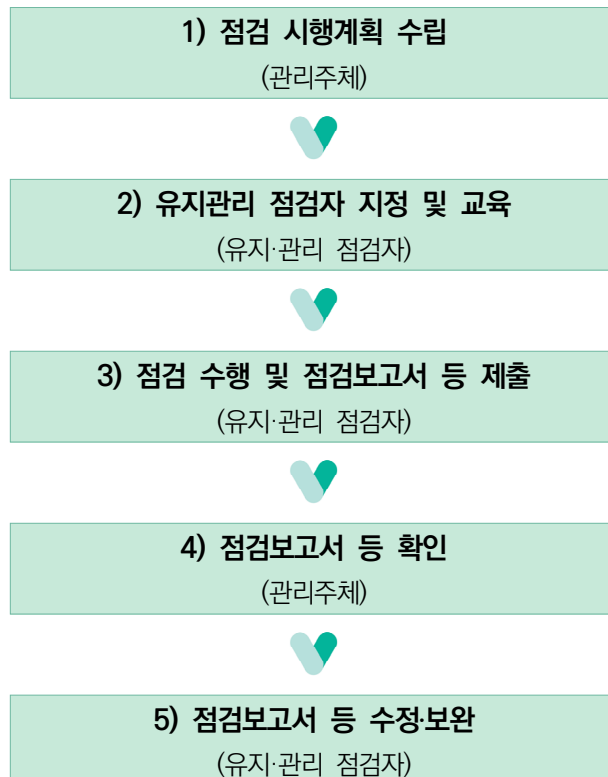 1) 점검 시행계획 수립
(관리주체)
2) 유지관리 점검자 지정 및 교육
(유지·관리 점검자)
3) 점검 수행 및 점검보고서 등 제출
(유지·관리 점검자)
4) 점검보고서 등 확인
(관리주체)
5) 점검보고서 등 수정·보완
(유지·관리 점검자)